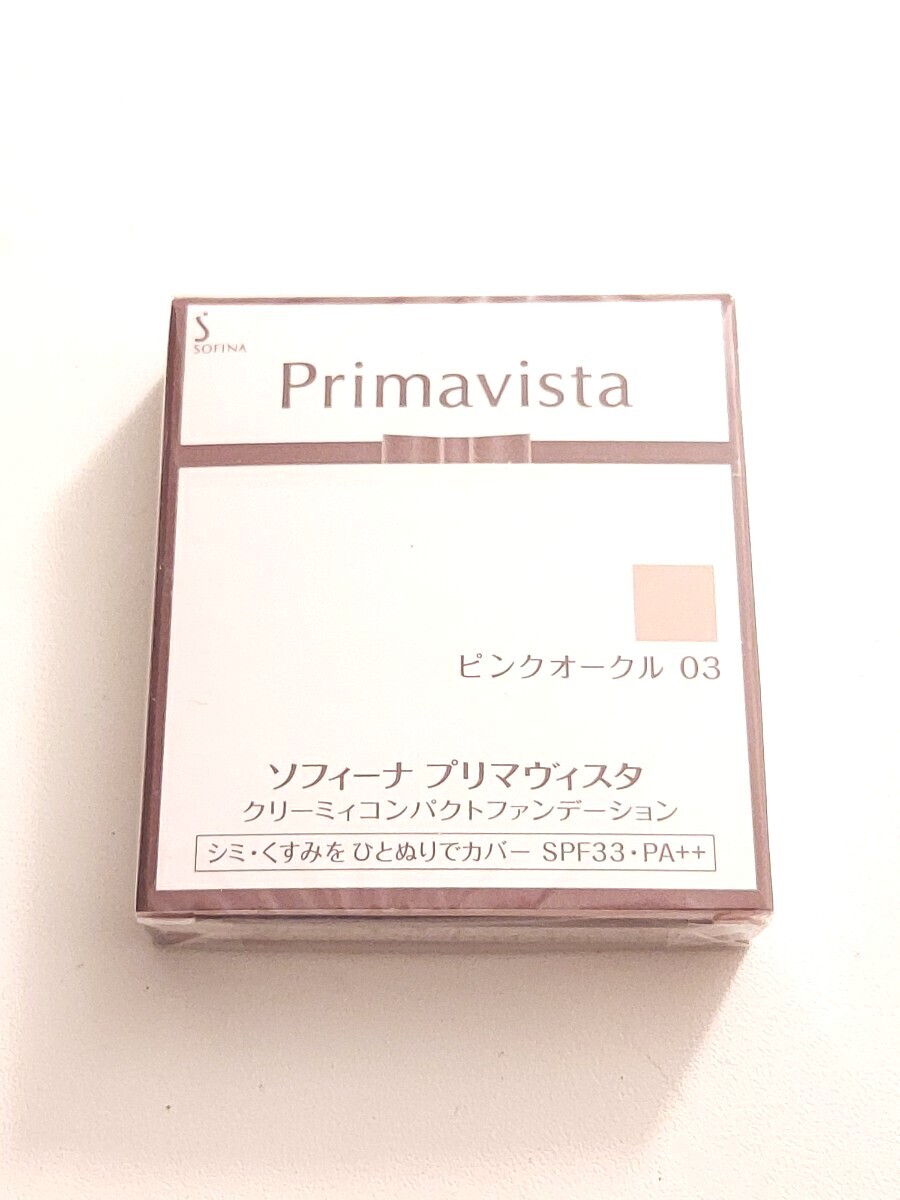 SOFINA
Primavista
ピンクオークル 03
ソフィーナ プリマヴィスタ
クリーミィコンパクトファンデーション
シミ・くすみを ひとぬりでカバー SPF33・PA++